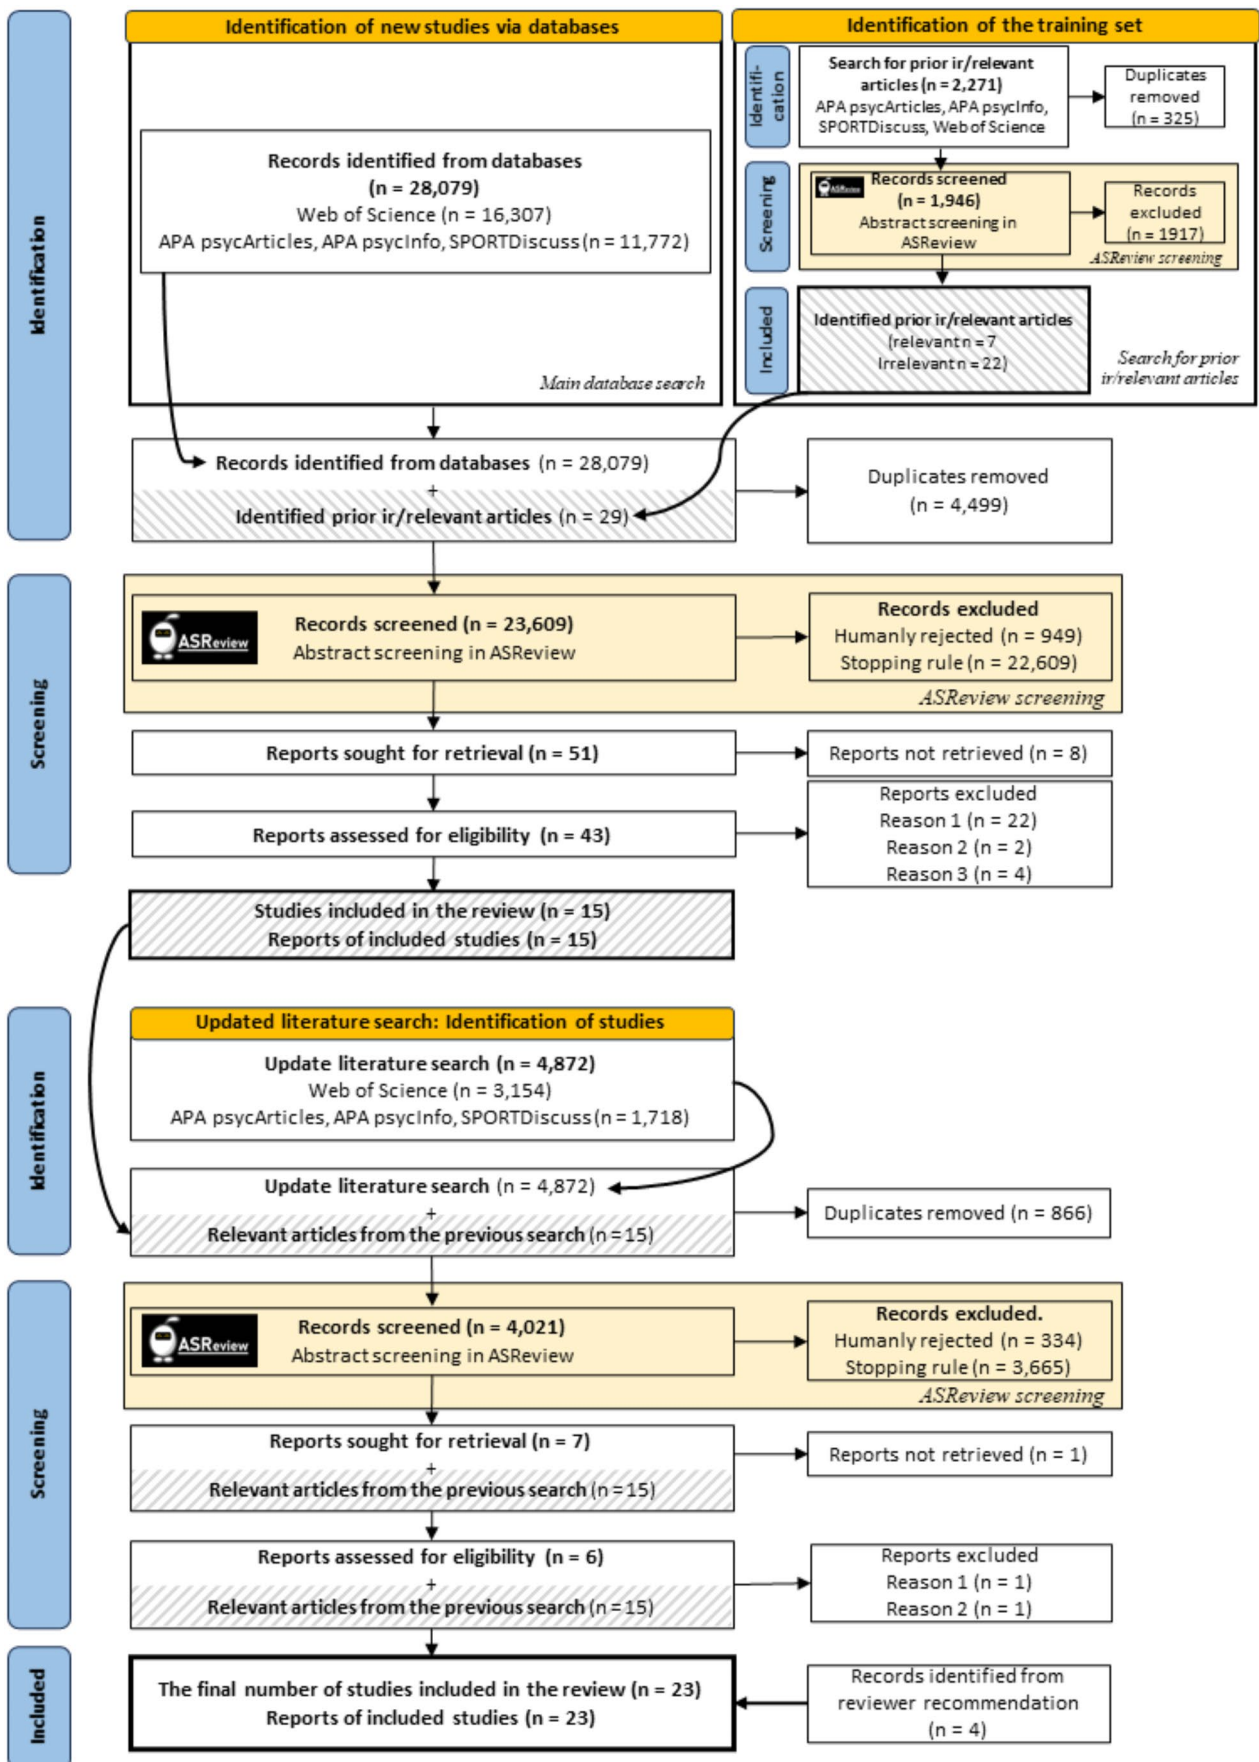 Identification of new studies via databases
Records identified from databases
(n = 28,079)
Web of Science (n = 16,307)
APA psycArticles, APA psycInfo, SPORTDiscuss (n = 11,772)
Main database search
Identification of the training set
Identifi-
cation
Search for prior ir/relevant
articles (n = 2,271)
APA psycArticles, APA psycInfo,
SPORTDiscuss, Web of Science
Duplicates
removed
(n = 325)
Screening
ASReview
Records screened
(n = 1,946)
Abstract screening in
ASReview
Records
excluded
(n = 1917)
ASReview screening
Included
Identified prior ir/relevant articles
(relevant n = 7
Irrelevant n = 22)
Search for prior
ir/relevant articles
Identification
Records identified from databases (n = 28,079)
+
Identified prior ir/relevant articles (n = 29)
Duplicates removed
(n = 4,499)
Screening
ASReview
Records screened (n = 23,609)
Abstract screening in ASReview
Records excluded
Humanly rejected (n = 949)
Stopping rule (n = 22,609)
ASReview screening
Reports sought for retrieval (n = 51)
Reports not retrieved (n = 8)
Reports assessed for eligibility (n = 43)
Reports excluded
Reason 1 (n = 22)
Reason 2 (n = 2)
Reason 3 (n = 4)
Studies included in the review (n = 15)
Reports of included studies (n = 15)
Identification
Updated literature search: Identification of studies
Update literature search (n = 4,872)
Web of Science (n = 3,154)
APA psycArticles, APA psycInfo, SPORTDiscuss (n = 1,718)
Update literature search (n = 4,872)
+
Relevant articles from the previous search (n = 15)
Duplicates removed (n = 866)
Screening
ASReview
Records screened (n = 4,021)
Abstract screening in ASReview
Records excluded.
Humanly rejected (n = 334)
Stopping rule (n = 3,665)
ASReview screening
Reports sought for retrieval (n = 7)
+
Relevant articles from the previous search (n = 15)
Reports not retrieved (n = 1)
Reports assessed for eligibility (n = 6)
+
Relevant articles from the previous search (n = 15)
Reports excluded
Reason 1 (n = 1)
Reason 2 (n = 1)
Included
The final number of studies included in the review (n = 23)
Reports of included studies (n = 23)
Records identified from
reviewer recommendation
(n = 4)